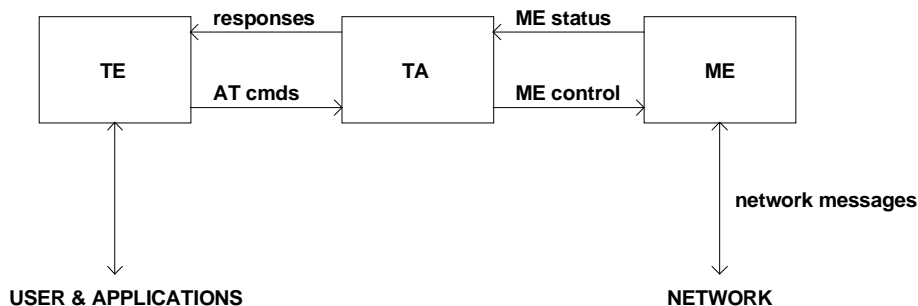 responses
ME status
TE
TA
ME
AT cmds
ME control
network messages
USER & APPLICATIONS
NETWORK